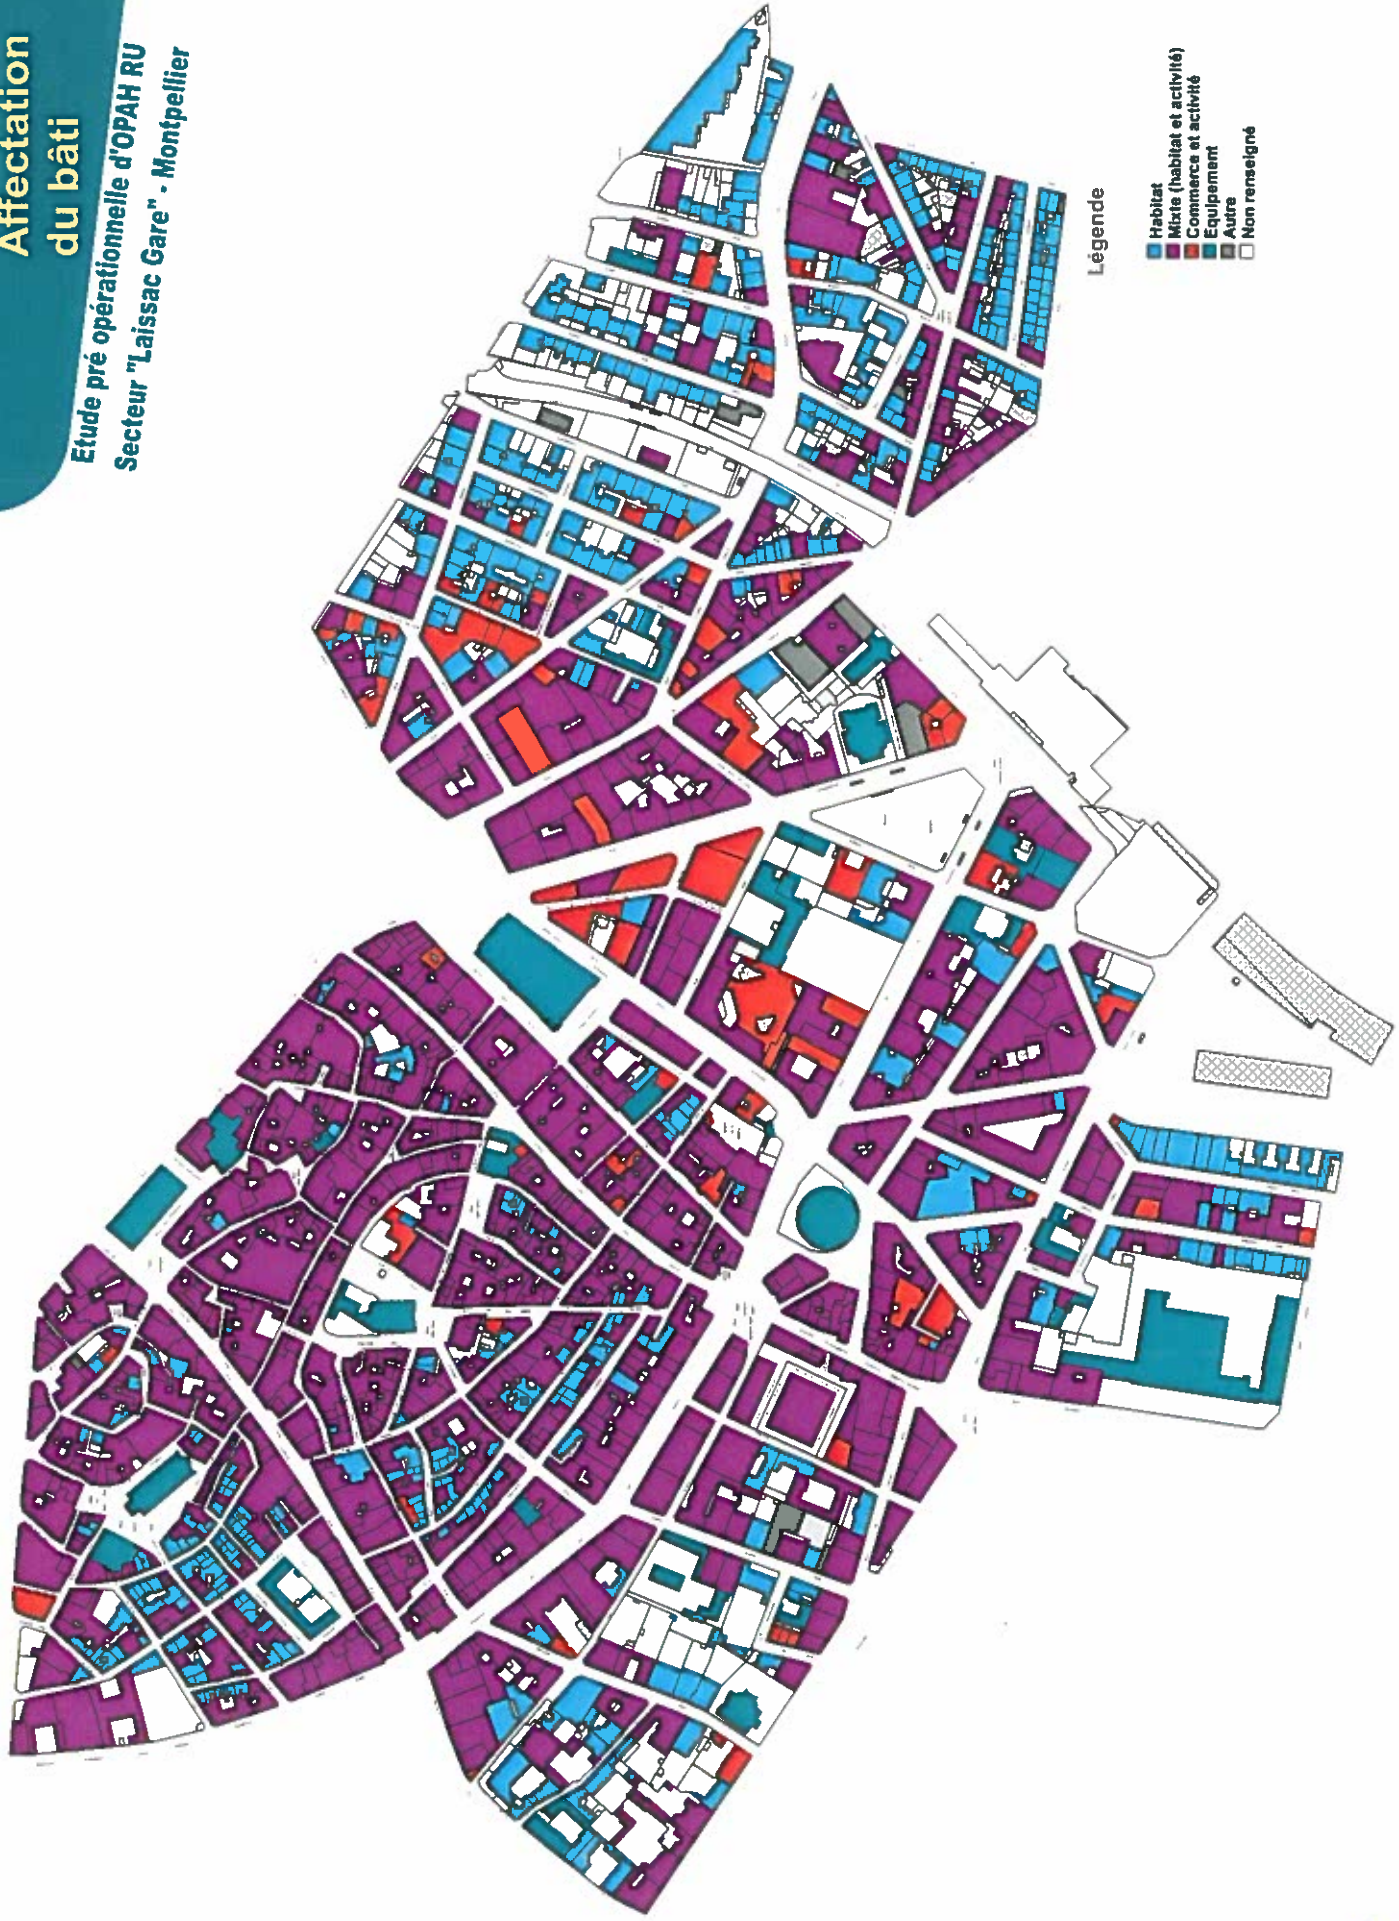 Affectation
du bâti
Etude pré opérationnelle d'OPAH RU
Secteur "Laissac Gare" - Montpellier
Légende
Habitat
Mixte (habitat et activité)
Commerce et activité
Equipement
Autre
Non renseigné